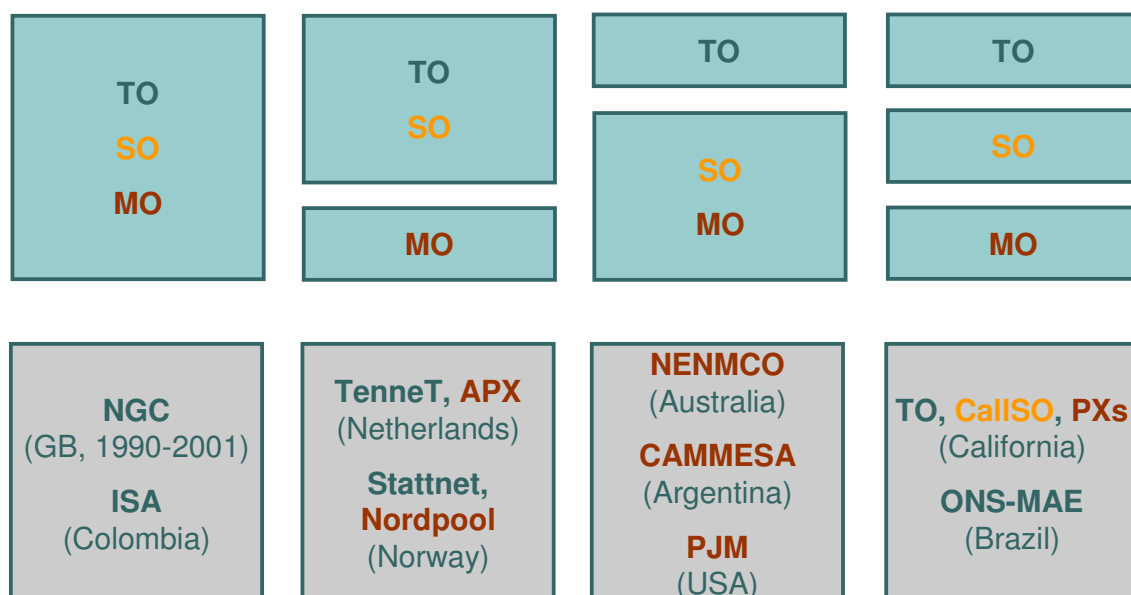 TO
SO
MO
TO
SO
MO
TO
SO
MO
TO
SO
MO
NGC
(GB, 1990-2001)
ISA
(Colombia)
TenneT, APX
(Netherlands)
Stattnet,
Nordpool
(Norway)
NENMCO
(Australia)
CAMMESA
(Argentina)
PJM
(USA)
TO, CalISO, PXs
(California)
ONS-MAE
(Brazil)